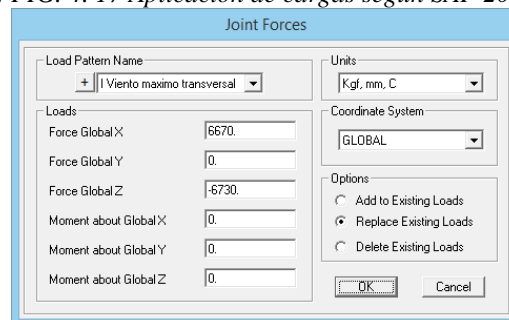 FIG. 4. 17 Aplicación de cargas según SAP 20
Joint Forces
Load Pattern Name
+ I Viento maximo transversal
Units
Kgf, mm, C
Loads
Force Global X 6670.
Force Global Y 0.
Force Global Z -6730.
Moment about Global X 0.
Moment about Global Y 0.
Moment about Global Z 0.
Coordinate System
GLOBAL
Options
Add to Existing Loads
Replace Existing Loads
Delete Existing Loads
OK Cancel